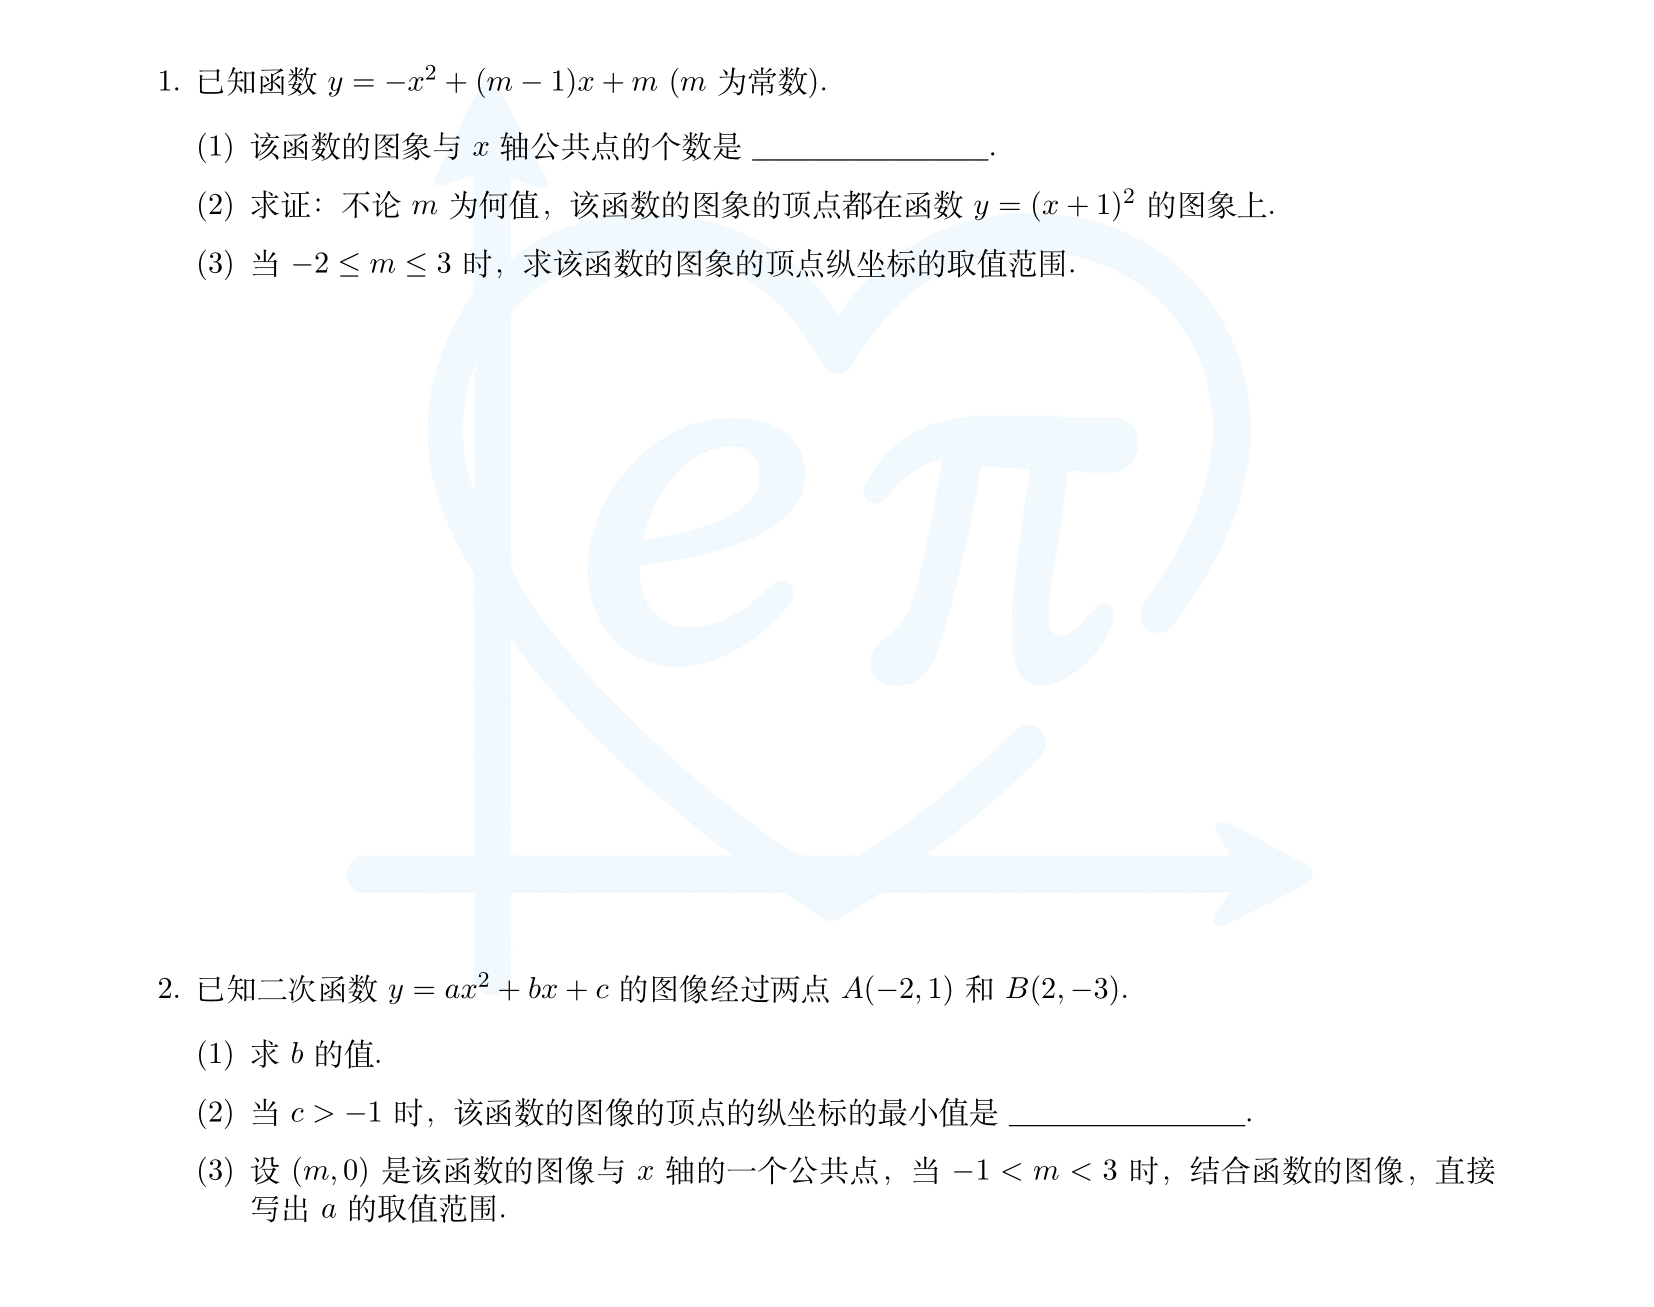 1. 已知函数 y = −x² + (m − 1)x + m (m 为常数).
(1) 该函数的图象与 x 轴公共点的个数是 ________.
(2) 求证：不论 m 为何值，该函数的图象的顶点都在函数 y = (x + 1)² 的图象上.
(3) 当 −2 ≤ m ≤ 3 时，求该函数的图象的顶点纵坐标的取值范围.
eπ
2. 已知二次函数 y = ax² + bx + c 的图像经过两点 A(−2, 1) 和 B(2, −3).
(1) 求 b 的值.
(2) 当 c > −1 时，该函数的图像的顶点的纵坐标的最小值是 ________.
(3) 设 (m, 0) 是该函数的图像与 x 轴的一个公共点，当 −1 < m < 3 时，结合函数的图像，直接
写出 a 的取值范围.